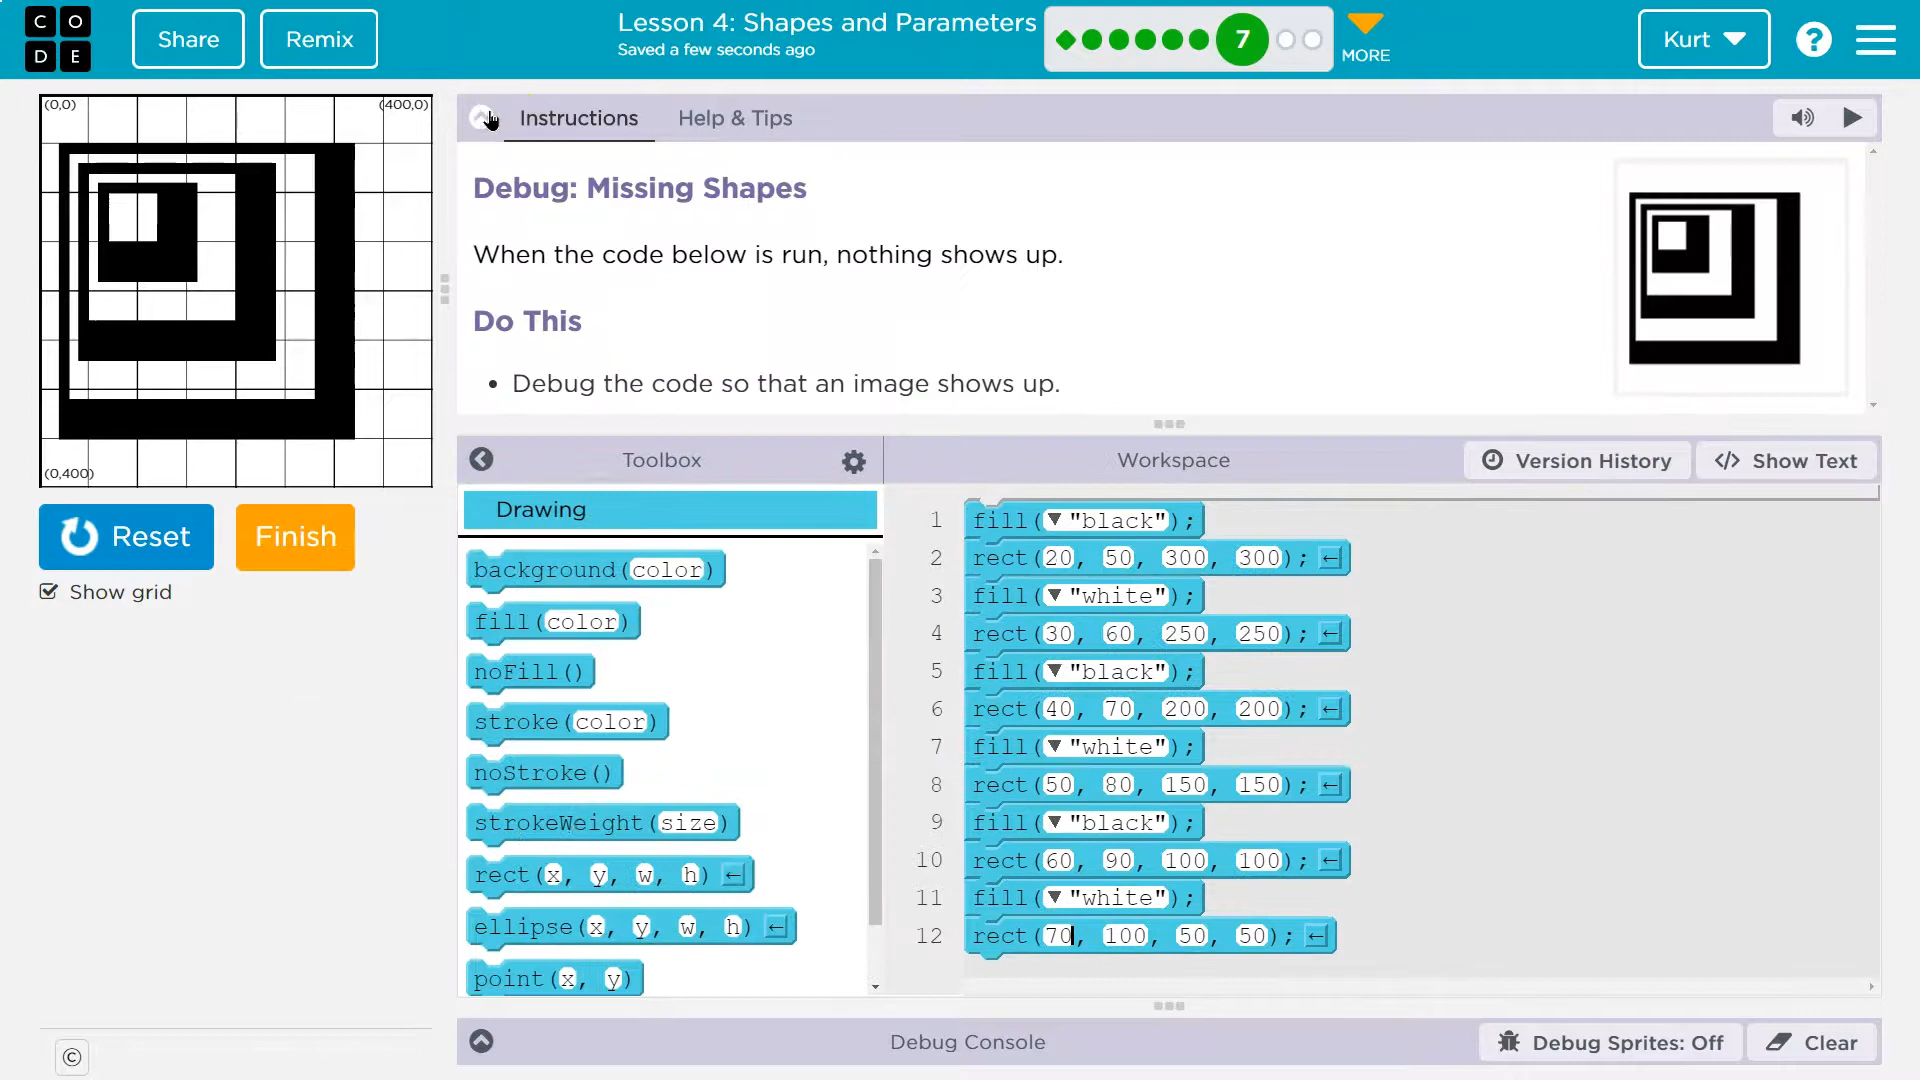 CO
DE
Share
Remix
Lesson 4: Shapes and Parameters
Saved a few seconds ago
7
MORE
Kurt
?
(0,0)
(400,0)
(0,400)
Instructions
Help & Tips
Debug: Missing Shapes
When the code below is run, nothing shows up.
Do This
• Debug the code so that an image shows up.
Reset
Finish
Show grid
Toolbox
Workspace
Version History
</> Show Text
Drawing
background(color)
fill(color)
noFill()
stroke(color)
noStroke()
strokeWeight(size)
rect(x, y, w, h) ←
ellipse(x, y, w, h) ←
point(x, y)
1 fill(▼"black");
2 rect(20, 50, 300, 300); ←
3 fill(▼"white");
4 rect(30, 60, 250, 250); ←
5 fill(▼"black");
6 rect(40, 70, 200, 200); ←
7 fill(▼"white");
8 rect(50, 80, 150, 150); ←
9 fill(▼"black");
10 rect(60, 90, 100, 100); ←
11 fill(▼"white");
12 rect(70, 100, 50, 50); ←
©
Debug Console
Debug Sprites: Off
Clear